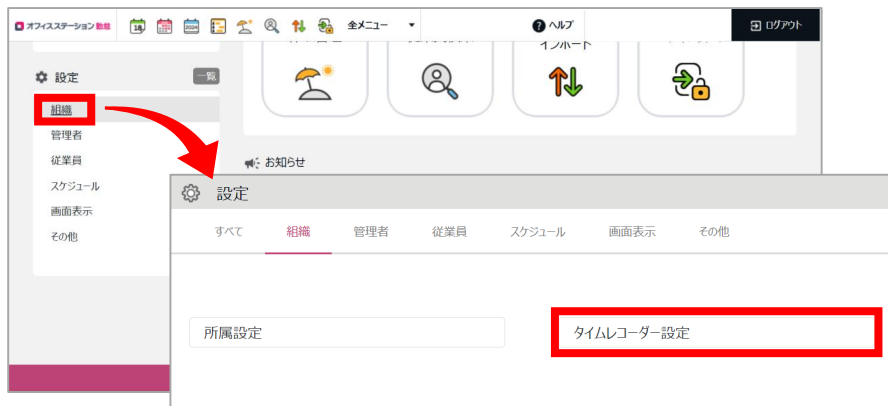 オフィスステーション 勤怠 18 2024 全メニュー ▼ ? ヘルプ ログアウト
インポート
設定 一覧
組織
管理者
従業員
スケジュール
画面表示
その他
お知らせ
設定
すべて 組織 管理者 従業員 スケジュール 画面表示 その他
所属設定 タイムレコーダー設定